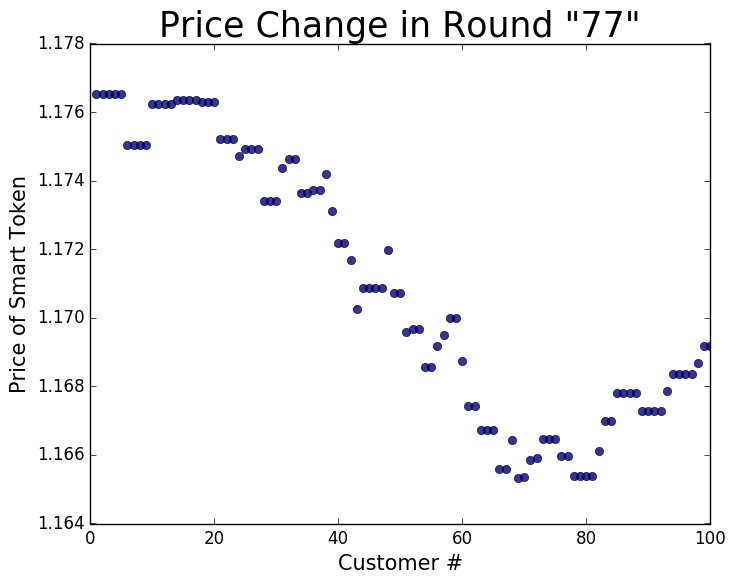 Price Change in Round "77"
Price of Smart Token
1.178
1.176
1.174
1.172
1.170
1.168
1.166
1.164
0 20 40 60 80 100
Customer #